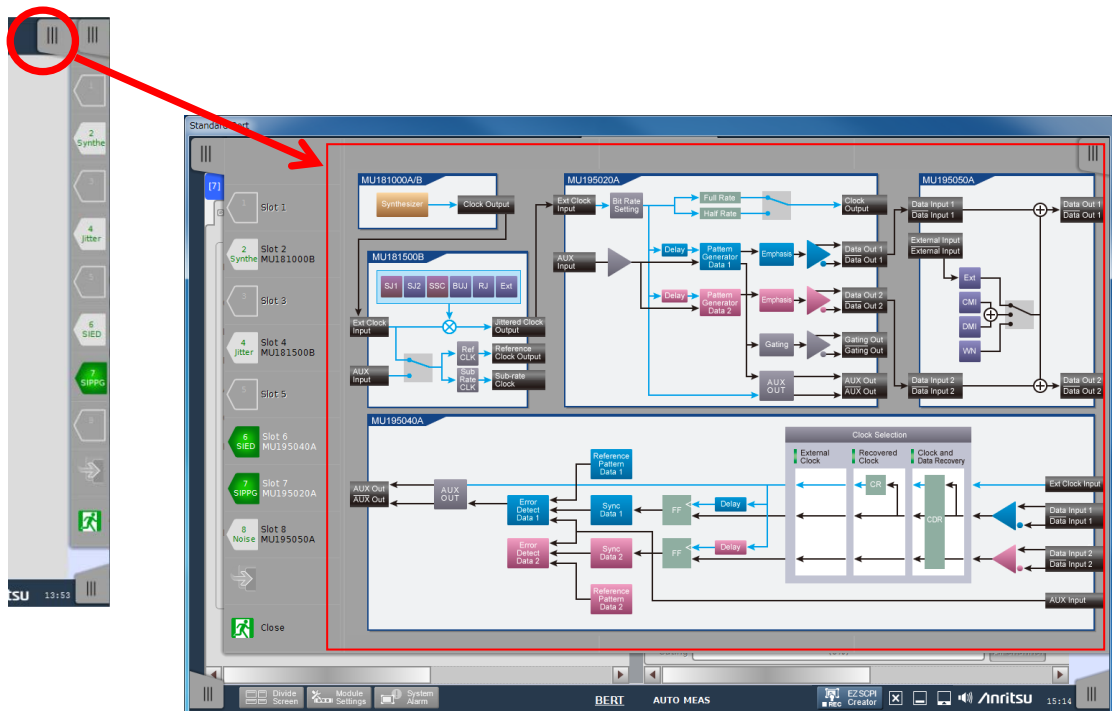 1
2
Synthe
3
4
Jitter
5
6
SIED
7
SIPPG
8
13:53
Standard
[7]
1
Slot 1
2
Synthe
Slot 2
MU181000B
3
Slot 3
4
Jitter
Slot 4
MU181500B
5
Slot 5
6
SIED
Slot 6
MU195040A
7
SIPPG
Slot 7
MU195020A
8
Noise
Slot 8
MU195050A
Close
MU181000A/B
Synthesizer
Clock Output
MU181500B
SJ1 SJ2 SSC BUJ RJ Ext
Ext Clock
Input
Jittered Clock
Output
Ref
CLK
Reference
Clock Output
AUX
Input
Sub
Rate
CLK
Sub-rate
Clock
MU195020A
Ext Clock
Input
Bit Rate
Setting
Full Rate
Half Rate
Clock
Output
AUX
Input
Delay
Pattern
Generator
Data 1
Emphasis
Data Out 1
Data Out 1
Delay
Pattern
Generator
Data 2
Emphasis
Data Out 2
Data Out 2
Gating
Gating Out
Gating Out
AUX
OUT
AUX Out
AUX Out
MU195050A
Data Input 1
Data Input 1
External Input
External Input
Ext
CMI
DMI
WN
Data Input 2
Data Input 2
Data Out 1
Data Out 1
Data Out 2
Data Out 2
MU195040A
AUX Out
AUX Out
AUX
OUT
Reference
Pattern
Data 1
Error
Detect
Data 1
Sync
Data 1
FF
Delay
Error
Detect
Data 2
Sync
Data 2
FF
Delay
Reference
Pattern
Data 2
Clock Selection
External
Clock
Recovered
Clock
Clock and
Data Recovery
CR
CDR
Ext Clock Input
Data Input 1
Data Input 1
Data Input 2
Data Input 2
AUX Input
Divide
Screen
Module
Settings
System
Alarm
BERT
AUTO MEAS
REC
EZSCPI
Creator
Anritsu
15:14